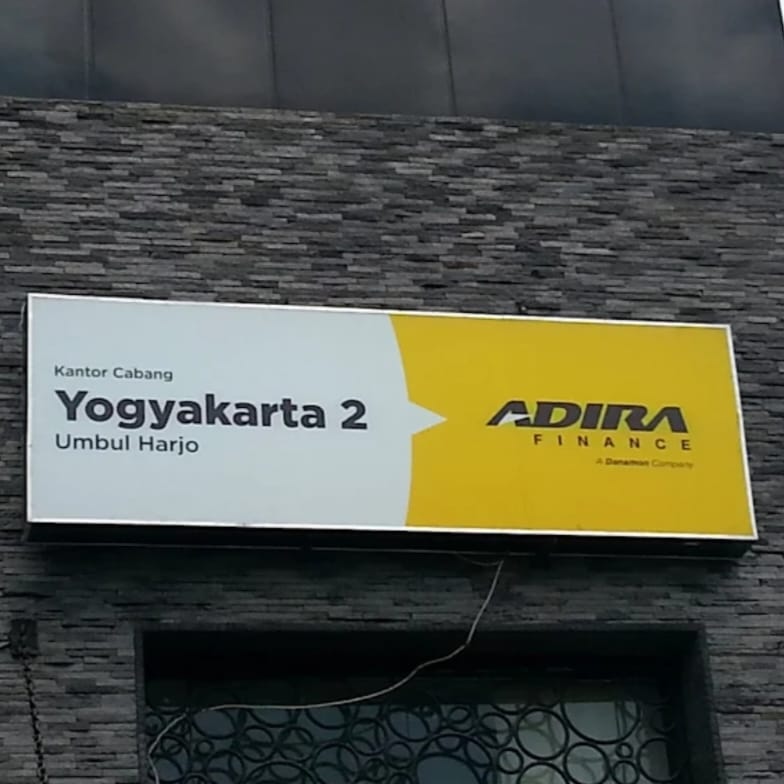 Kantor Cabang
Yogyakarta 2
Umbul Harjo
ADIRA
FINANCE
A Danamon Company